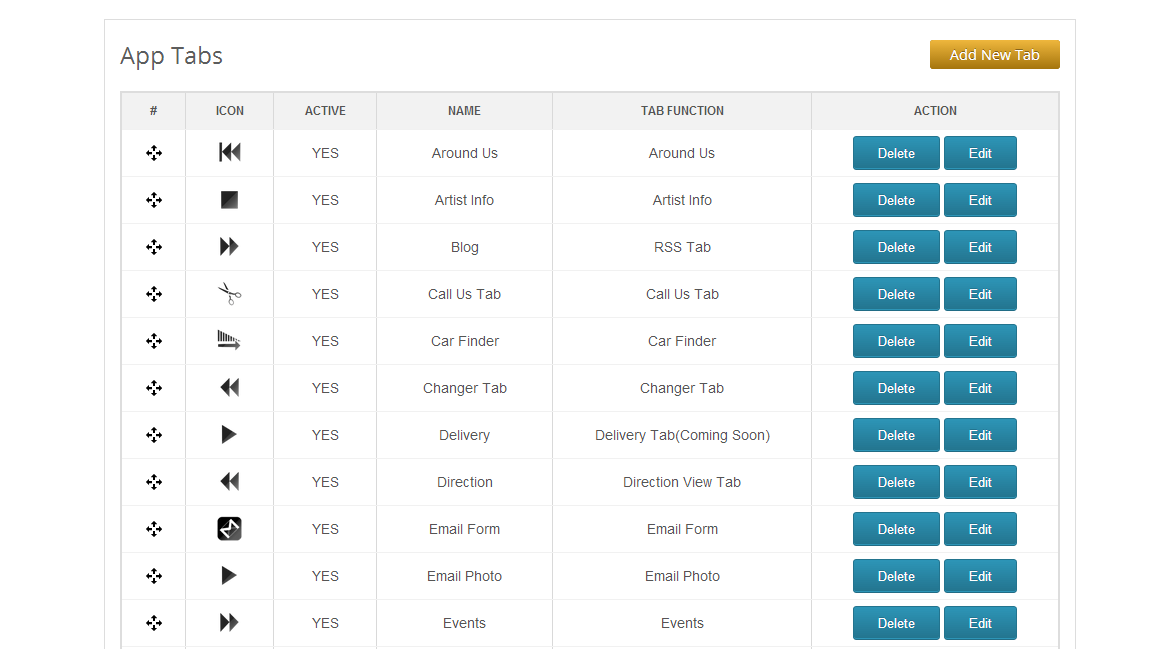 App Tabs
Add New Tab
# ICON ACTIVE NAME TAB FUNCTION ACTION
YES Around Us Around Us Delete Edit
YES Artist Info Artist Info Delete Edit
YES Blog RSS Tab Delete Edit
YES Call Us Tab Call Us Tab Delete Edit
YES Car Finder Car Finder Delete Edit
YES Changer Tab Changer Tab Delete Edit
YES Delivery Delivery Tab(Coming Soon) Delete Edit
YES Direction Direction View Tab Delete Edit
YES Email Form Email Form Delete Edit
YES Email Photo Email Photo Delete Edit
YES Events Events Delete Edit